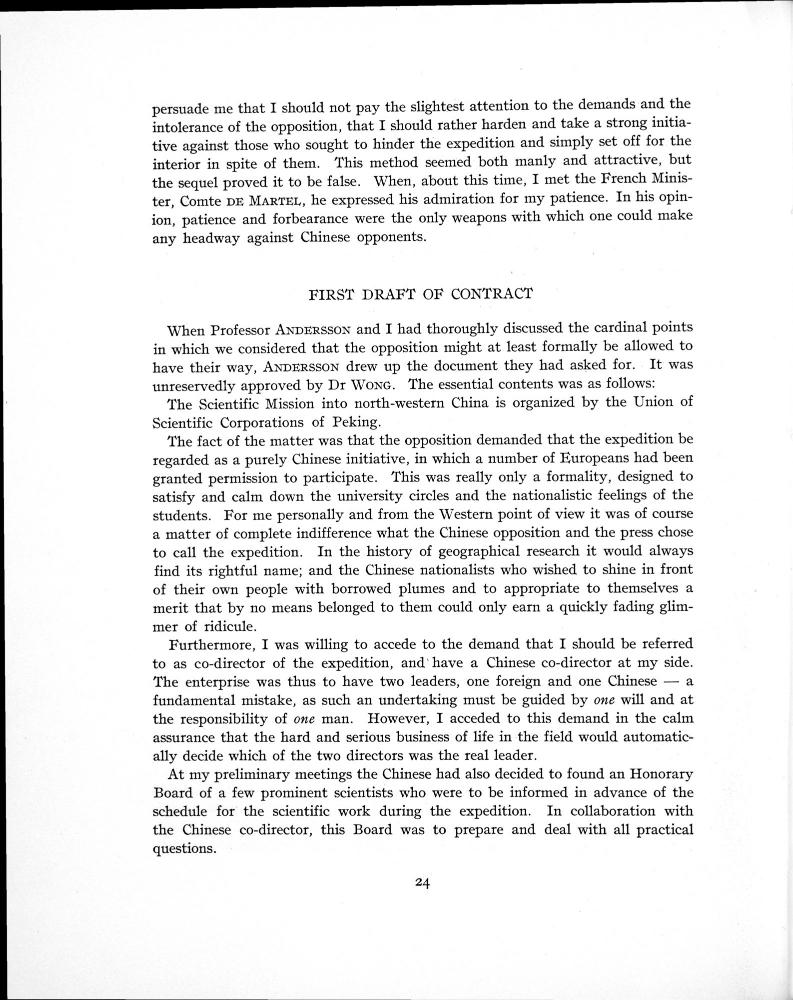 persuade me that I should not pay the slightest attention to the demands and the
intolerance of the opposition, that I should rather harden and take a strong initia-
tive against those who sought to hinder the expedition and simply set off for the
interior in spite of them. This method seemed both manly and attractive, but
the sequel proved it to be false. When, about this time, I met the French Minis-
ter, Comte DE MARTEL, he expressed his admiration for my patience. In his opin-
ion, patience and forbearance were the only weapons with which one could make
any headway against Chinese opponents.
FIRST DRAFT OF CONTRACT
When Professor ANDERSSON and I had thoroughly discussed the cardinal points
in which we considered that the opposition might at least formally be allowed to
have their way, ANDERSSON drew up the document they had asked for. It was
unreservedly approved by Dr WONG. The essential contents was as follows:
The Scientific Mission into north-western China is organized by the Union of
Scientific Corporations of Peking.
The fact of the matter was that the opposition demanded that the expedition be
regarded as a purely Chinese initiative, in which a number of Europeans had been
granted permission to participate. This was really only a formality, designed to
satisfy and calm down the university circles and the nationalistic feelings of the
students. For me personally and from the Western point of view it was of course
a matter of complete indifference what the Chinese opposition and the press chose
to call the expedition. In the history of geographical research it would always
find its rightful name; and the Chinese nationalists who wished to shine in front
of their own people with borrowed plumes and to appropriate to themselves a
merit that by no means belonged to them could only earn a quickly fading glim-
mer of ridicule.
Furthermore, I was willing to accede to the demand that I should be referred
to as co-director of the expedition, and have a Chinese co-director at my side.
The enterprise was thus to have two leaders, one foreign and one Chinese — a
fundamental mistake, as such an undertaking must be guided by one will and at
the responsibility of one man. However, I acceded to this demand in the calm
assurance that the hard and serious business of life in the field would automatic-
ally decide which of the two directors was the real leader.
At my preliminary meetings the Chinese had also decided to found an Honorary
Board of a few prominent scientists who were to be informed in advance of the
schedule for the scientific work during the expedition. In collaboration with
the Chinese co-director, this Board was to prepare and deal with all practical
questions.
24